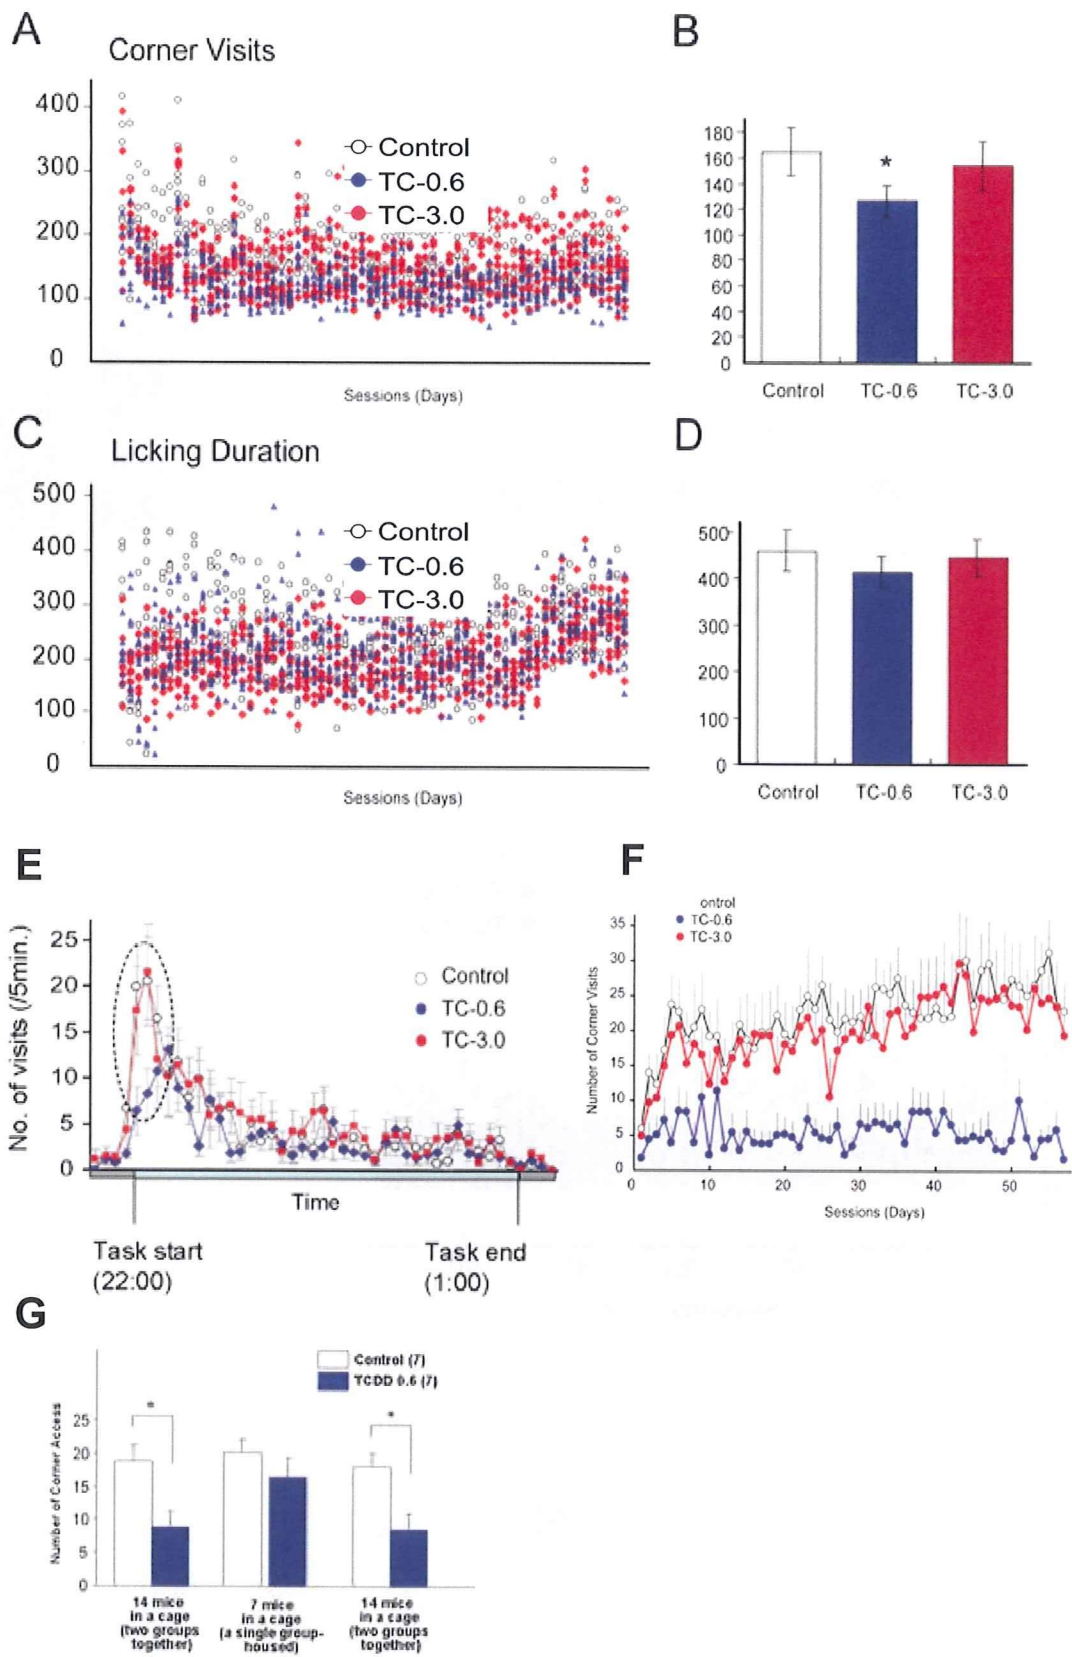 A
Corner Visits
400
300
200
100
0
Control
TC-0.6
TC-3.0
Sessions (Days)
B
180
160
140
120
100
80
60
40
20
0
*
Control TC-0.6 TC-3.0
C
Licking Duration
500
400
300
200
100
0
Control
TC-0.6
TC-3.0
Sessions (Days)
D
500
400
300
200
100
0
Control TC-0.6 TC-3.0
E
No. of visits (/5min.)
25
20
15
10
5
0
Control
TC-0.6
TC-3.0
Time
Task start
(22:00)
Task end
(1:00)
F
Number of Corner Visits
35
30
25
20
15
10
5
0
ontrol
TC-0.6
TC-3.0
0 10 20 30 40 50
Sessions (Days)
G
Control (7)
TCDD 0.6 (7)
Number of Corner Access
25
20
15
10
5
0
*
*
14 mice
in a cage
(two groups
together)
7 mice
in a cage
(a single group-
housed)
14 mice
in a cage
(two groups
together)